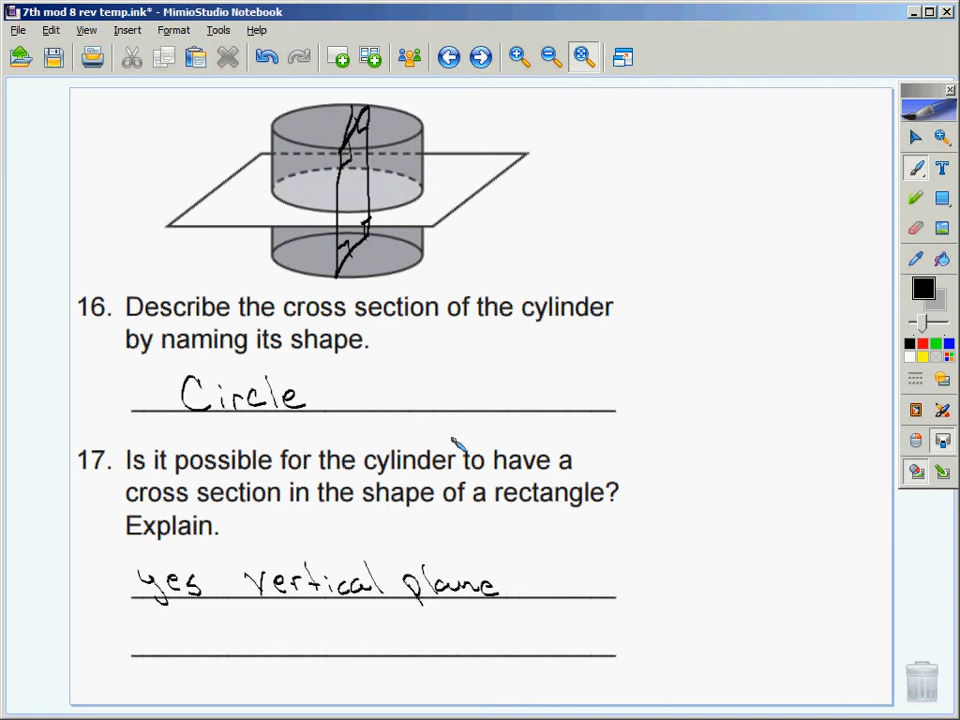 7th mod 8 rev temp.ink* - MimioStudio Notebook
File Edit View Insert Format Tools Help
16. Describe the cross section of the cylinder
by naming its shape.
Circle
17. Is it possible for the cylinder to have a
cross section in the shape of a rectangle?
Explain.
yes vertical plane